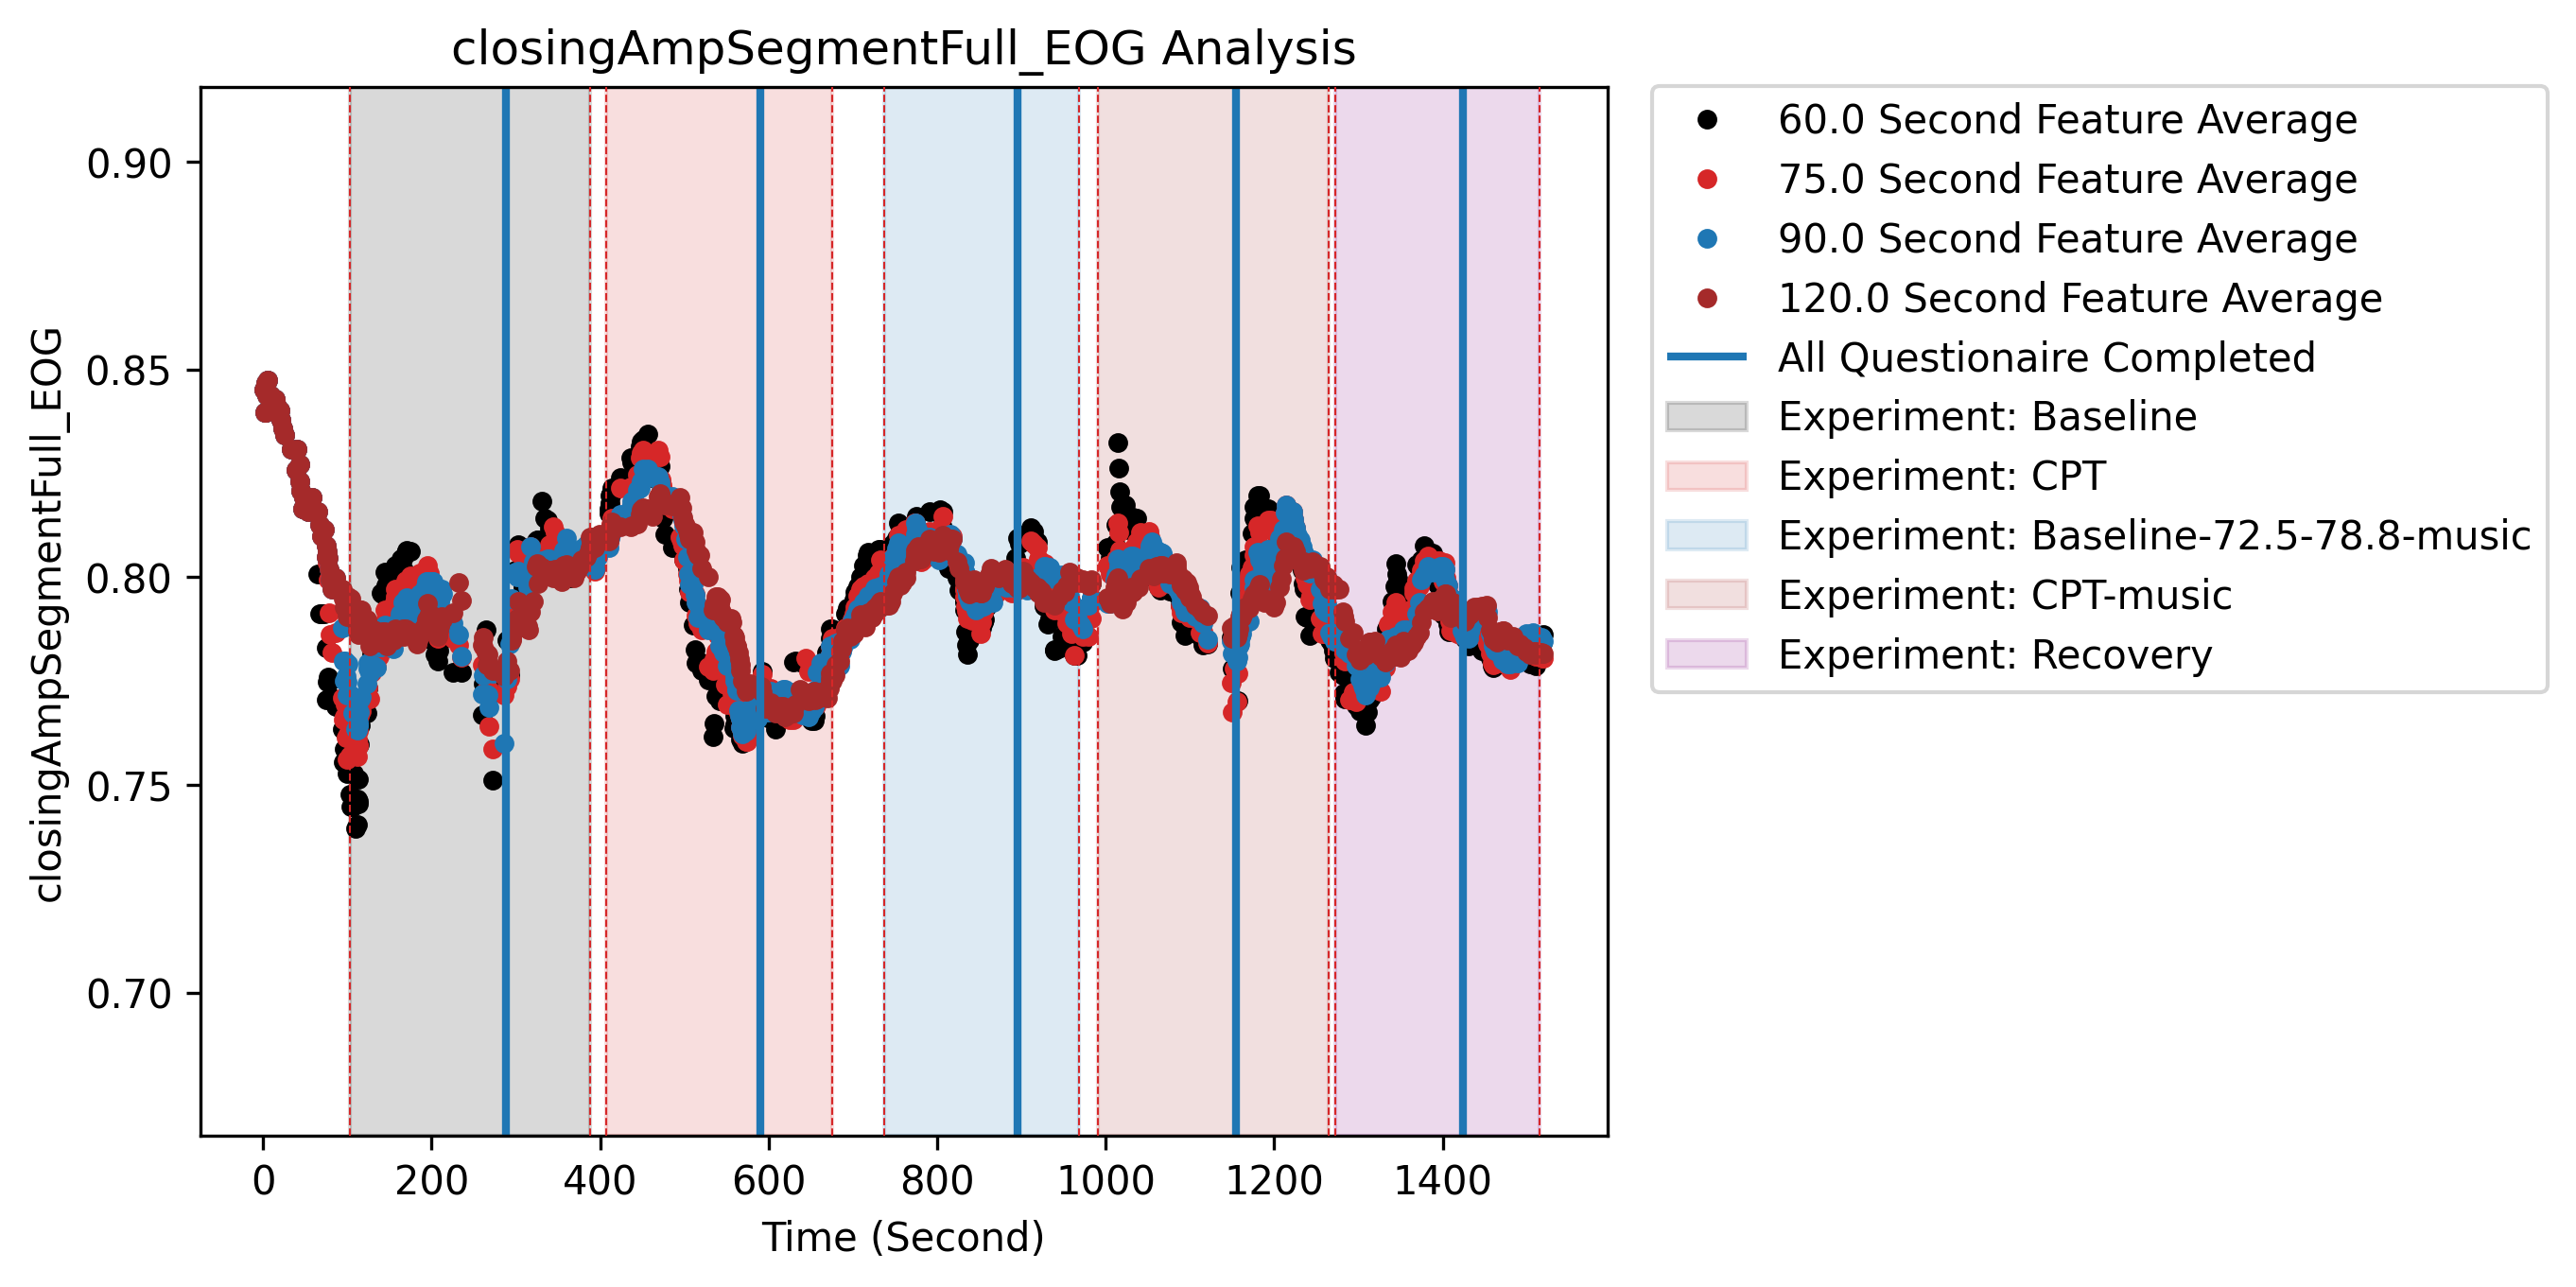 closingAmpSegmentFull_EOG Analysis
closingAmpSegmentFull_EOG
0.90
0.85
0.80
0.75
0.70
0 200 400 600 800 1000 1200 1400
Time (Second)
60.0 Second Feature Average
75.0 Second Feature Average
90.0 Second Feature Average
120.0 Second Feature Average
All Questionaire Completed
Experiment: Baseline
Experiment: CPT
Experiment: Baseline-72.5-78.8-music
Experiment: CPT-music
Experiment: Recovery